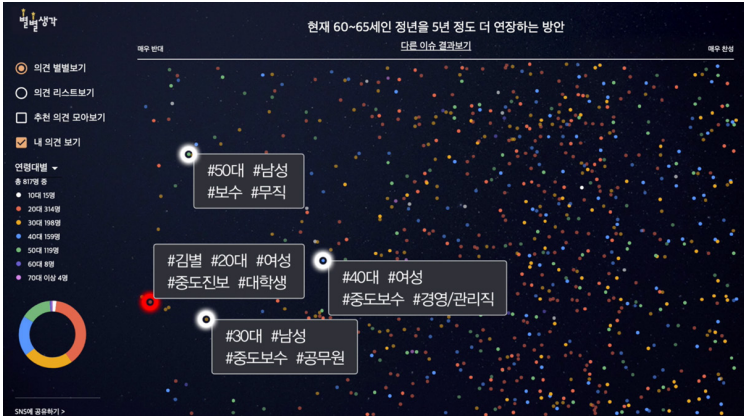 별별생각
현재 60~65세인 정년을 5년 정도 더 연장하는 방안
다른 이슈 결과보기
매우 반대
매우 찬성
의견 별별보기
의견 리스트보기
추천 의견 모아보기
내 의견 보기
연령대별
총 817명 중
10대 15명
20대 314명
30대 198명
40대 159명
50대 119명
60대 8명
70대 이상 4명
SNS에 공유하기 >
#50대 #남성
#보수 #무직
#김별 #20대 #여성
#중도진보 #대학생
#40대 #여성
#중도보수 #경영/관리직
#30대 #남성
#중도보수 #공무원